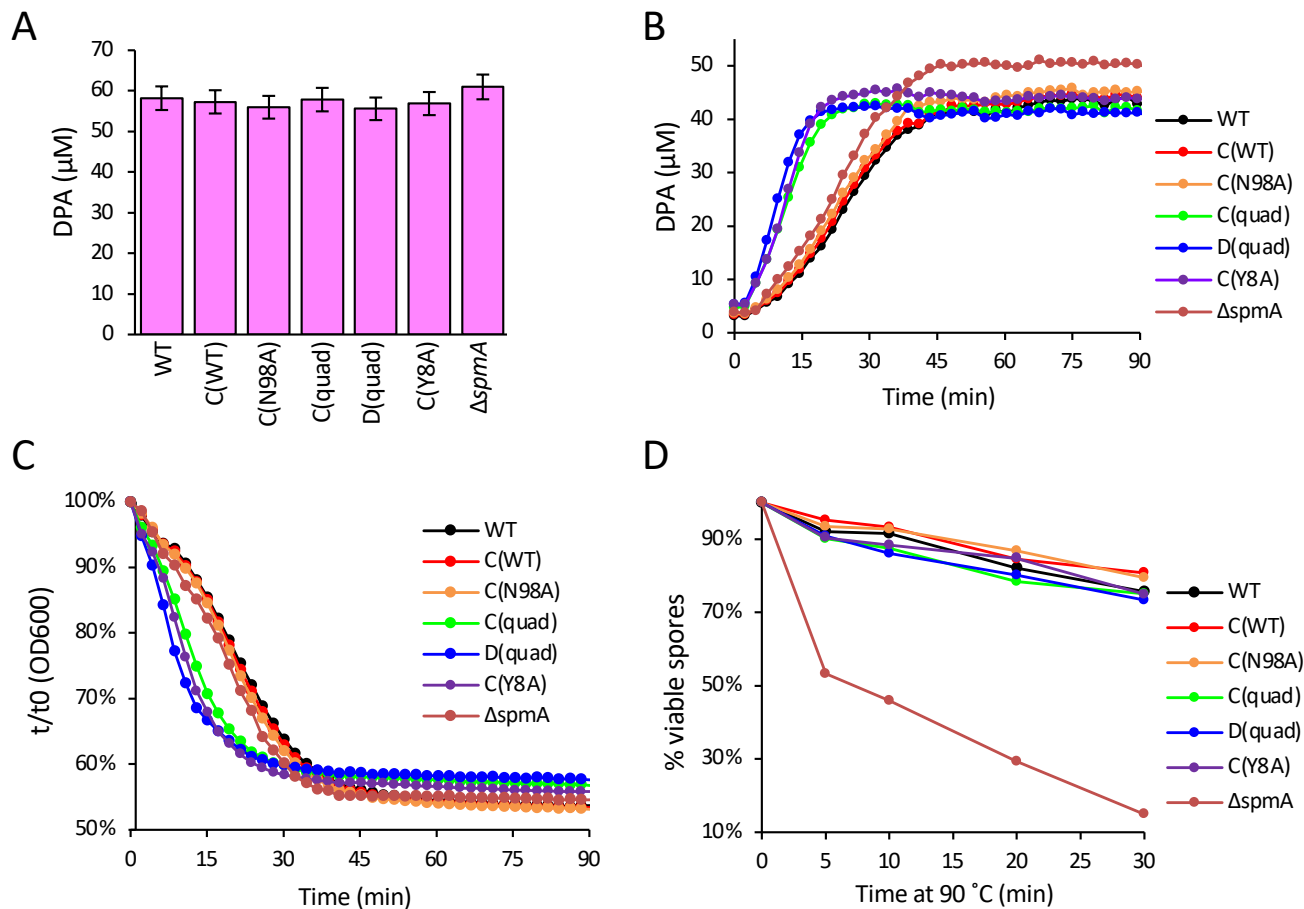 A
DPA (µM)
70
60
50
40
30
20
10
0
WT
C(WT)
C(N98A)
C(quad)
D(quad)
C(Y8A)
ΔspmA
B
DPA (µM)
50
40
30
20
10
0
0 15 30 45 60 75 90
Time (min)
WT
C(WT)
C(N98A)
C(quad)
D(quad)
C(Y8A)
ΔspmA
C
t/t0 (OD600)
100%
90%
80%
70%
60%
50%
0 15 30 45 60 75 90
Time (min)
WT
C(WT)
C(N98A)
C(quad)
D(quad)
C(Y8A)
ΔspmA
D
% viable spores
90%
70%
50%
30%
10%
0 5 10 15 20 25 30
Time at 90 ˚C (min)
WT
C(WT)
C(N98A)
C(quad)
D(quad)
C(Y8A)
ΔspmA